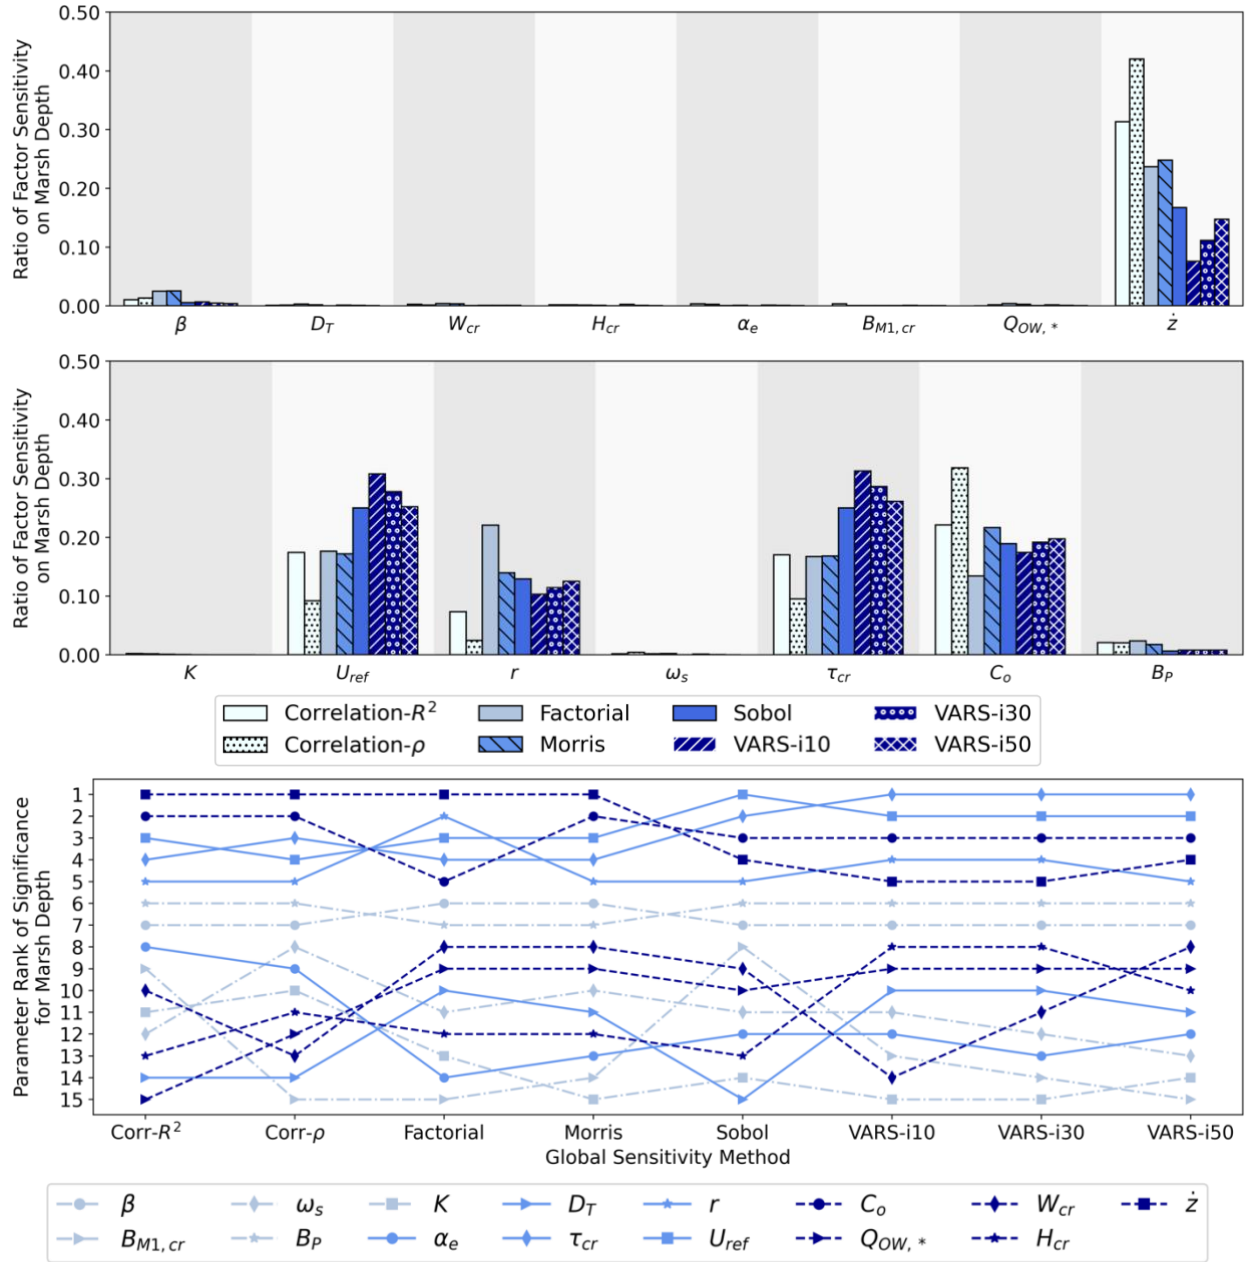 Ratio of Factor Sensitivity
on Marsh Depth
0.50
0.40
0.30
0.20
0.10
0.00
β D_T W_cr H_cr α_e B_M1,cr Q_OW,* ż
Ratio of Factor Sensitivity
on Marsh Depth
0.50
0.40
0.30
0.20
0.10
0.00
K U_ref r ω_s τ_cr C_o B_P
Correlation-R² Factorial Sobol VARS-i30
Correlation-ρ Morris VARS-i10 VARS-i50
Parameter Rank of Significance
for Marsh Depth
1
2
3
4
5
6
7
8
9
10
11
12
13
14
15
Corr-R² Corr-ρ Factorial Morris Sobol VARS-i10 VARS-i30 VARS-i50
Global Sensitivity Method
β ω_s K D_T r C_o W_cr ż
B_M1,cr B_P α_e τ_cr U_ref Q_OW,* H_cr